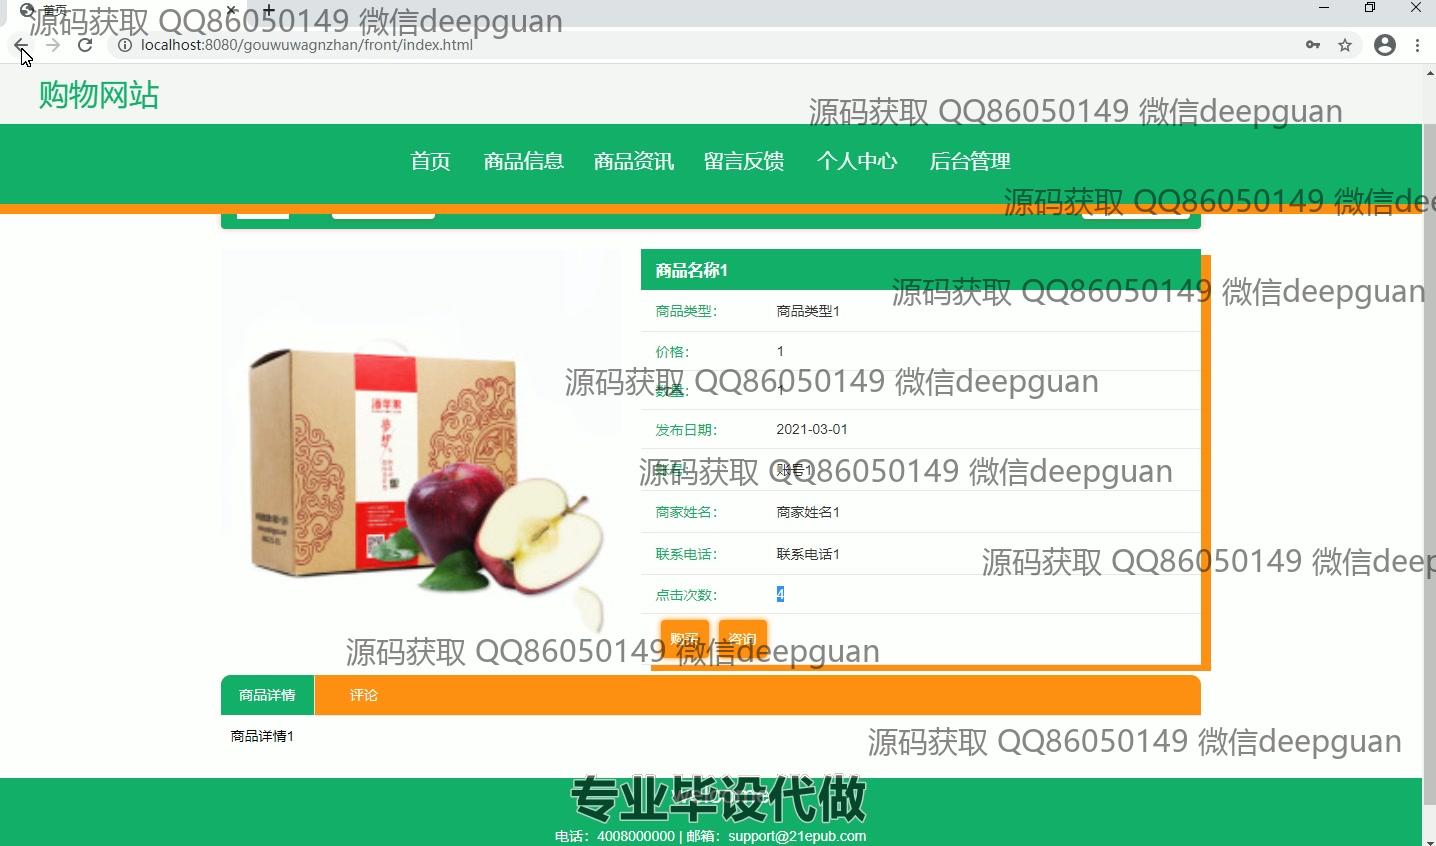 首页
源码获取 QQ86050149 微信deepguan
localhost:8080/gouwuwagnzhan/front/index.html
购物网站
源码获取 QQ86050149 微信deepguan
首页 商品信息 商品资讯 留言反馈 个人中心 后台管理
源码获取 QQ86050149 微信dee
商品名称1
源码获取 QQ86050149 微信deepguan
商品类型： 商品类型1
价格： 1
源码获取 QQ86050149 微信deepguan
数量： 1
发布日期： 2021-03-01
源码获取 QQ86050149 微信deepguan
账号： 账号1
商家姓名： 商家姓名1
联系电话： 联系电话1
源码获取 QQ86050149 微信deep
点击次数： 4
购买 咨询
源码获取 QQ86050149 微信deepguan
商品详情 评论
商品详情1
源码获取 QQ86050149 微信deepguan
专业毕设代做
welcome
电话：4008000000 | 邮箱：support@21epub.com